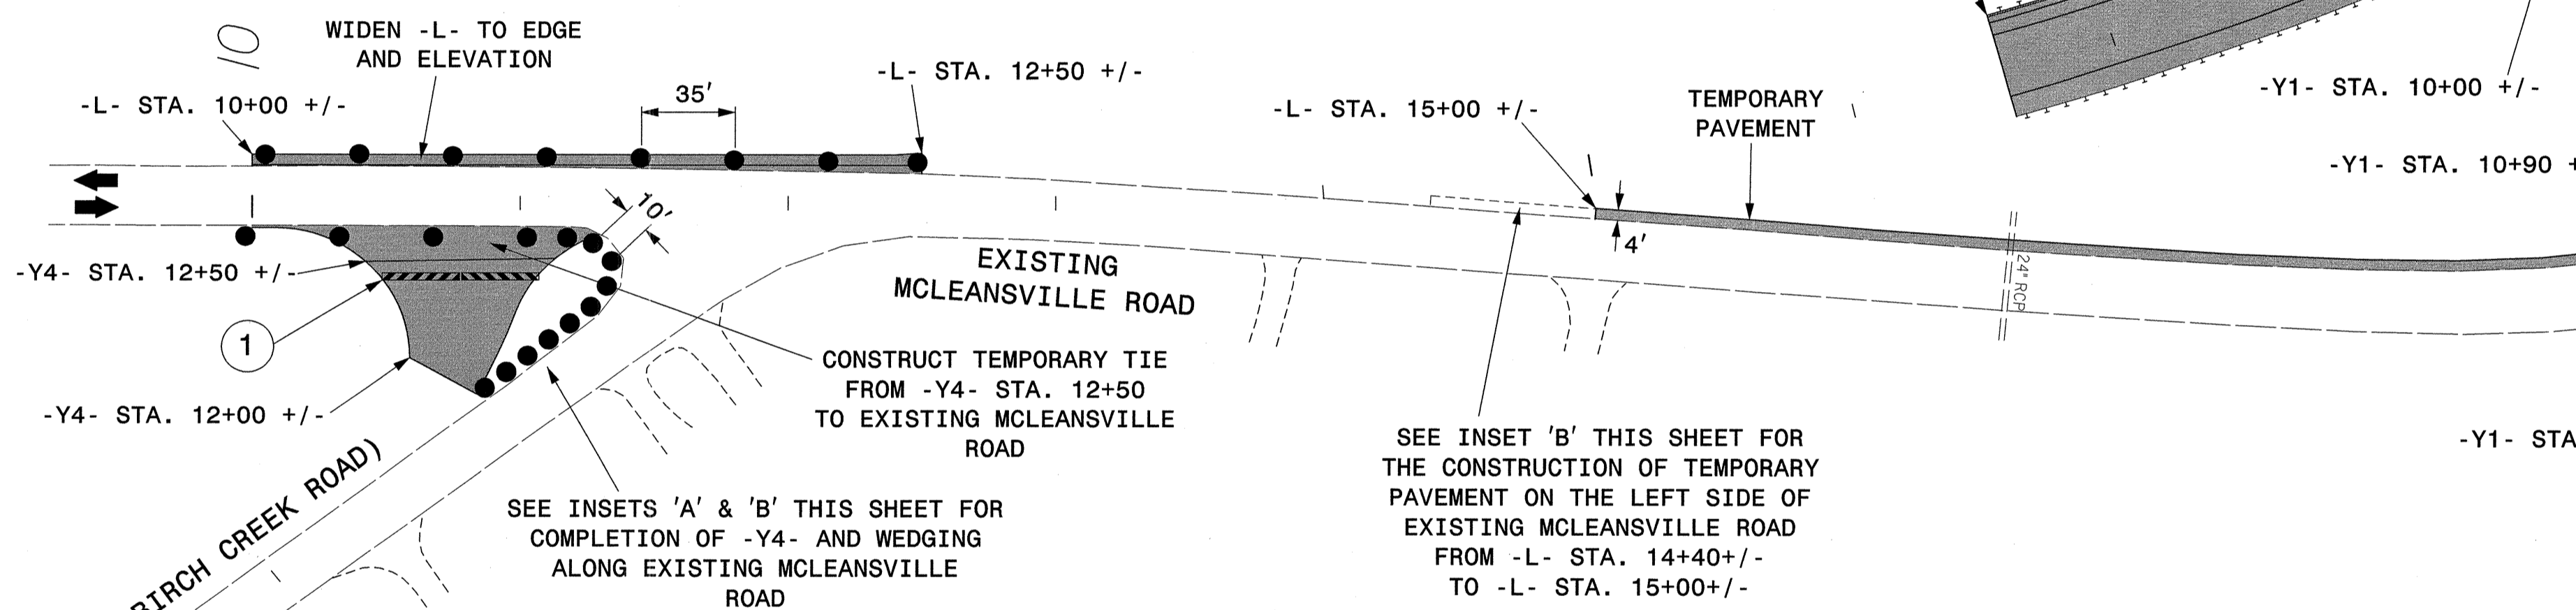 10
WIDEN -L- TO EDGE
AND ELEVATION
-L- STA. 10+00 +/-
35'
-L- STA. 12+50 +/-
-L- STA. 15+00 +/-
TEMPORARY
PAVEMENT
-Y1- STA. 10+00 +/-
-Y1- STA. 10+90 +
10'
4'
-Y4- STA. 12+50 +/-
EXISTING
MCLEANSVILLE ROAD
24" RCP
1
CONSTRUCT TEMPORARY TIE
FROM -Y4- STA. 12+50
TO EXISTING MCLEANSVILLE
ROAD
-Y4- STA. 12+00 +/-
BIRCH CREEK ROAD)
SEE INSETS 'A' & 'B' THIS SHEET FOR
COMPLETION OF -Y4- AND WEDGING
ALONG EXISTING MCLEANSVILLE
ROAD
SEE INSET 'B' THIS SHEET FOR
THE CONSTRUCTION OF TEMPORARY
PAVEMENT ON THE LEFT SIDE OF
EXISTING MCLEANSVILLE ROAD
FROM -L- STA. 14+40+/-
TO -L- STA. 15+00+/-
-Y1- STA